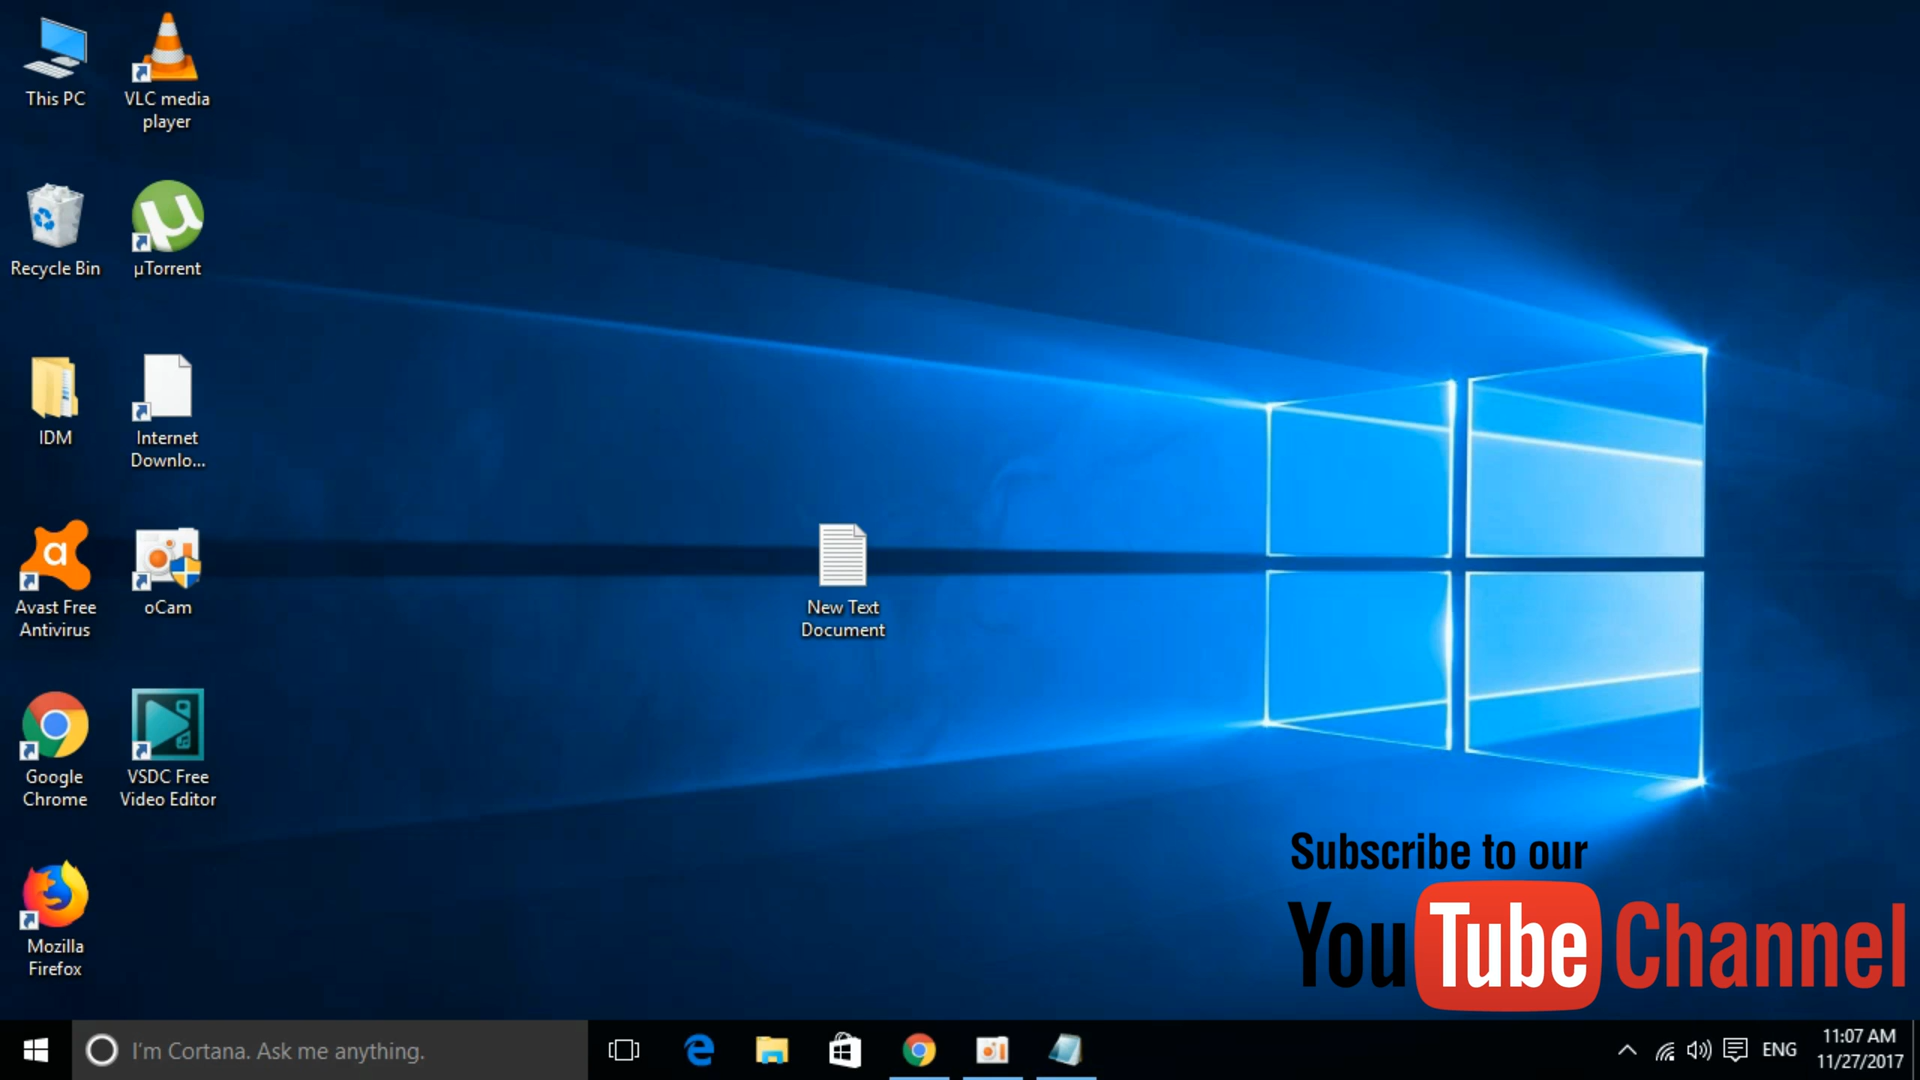 This PC
VLC media
player
Recycle Bin
µTorrent
IDM
Internet
Downlo...
Avast Free
Antivirus
oCam
New Text
Document
Google
Chrome
VSDC Free
Video Editor
Mozilla
Firefox
Subscribe to our
YouTube Channel
I'm Cortana. Ask me anything.
ENG
11:07 AM
11/27/2017